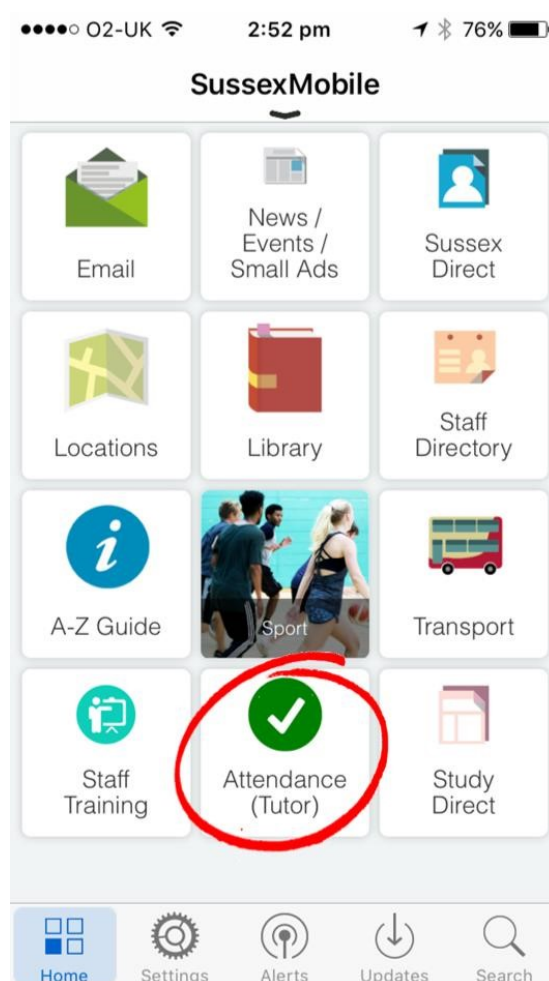 O2-UK 2:52 pm 76%
SussexMobile
Email
News /
Events /
Small Ads
Sussex
Direct
Locations
Library
Staff
Directory
A-Z Guide
Sport
Transport
Staff
Training
Attendance
(Tutor)
Study
Direct
Home Settings Alerts Updates Search